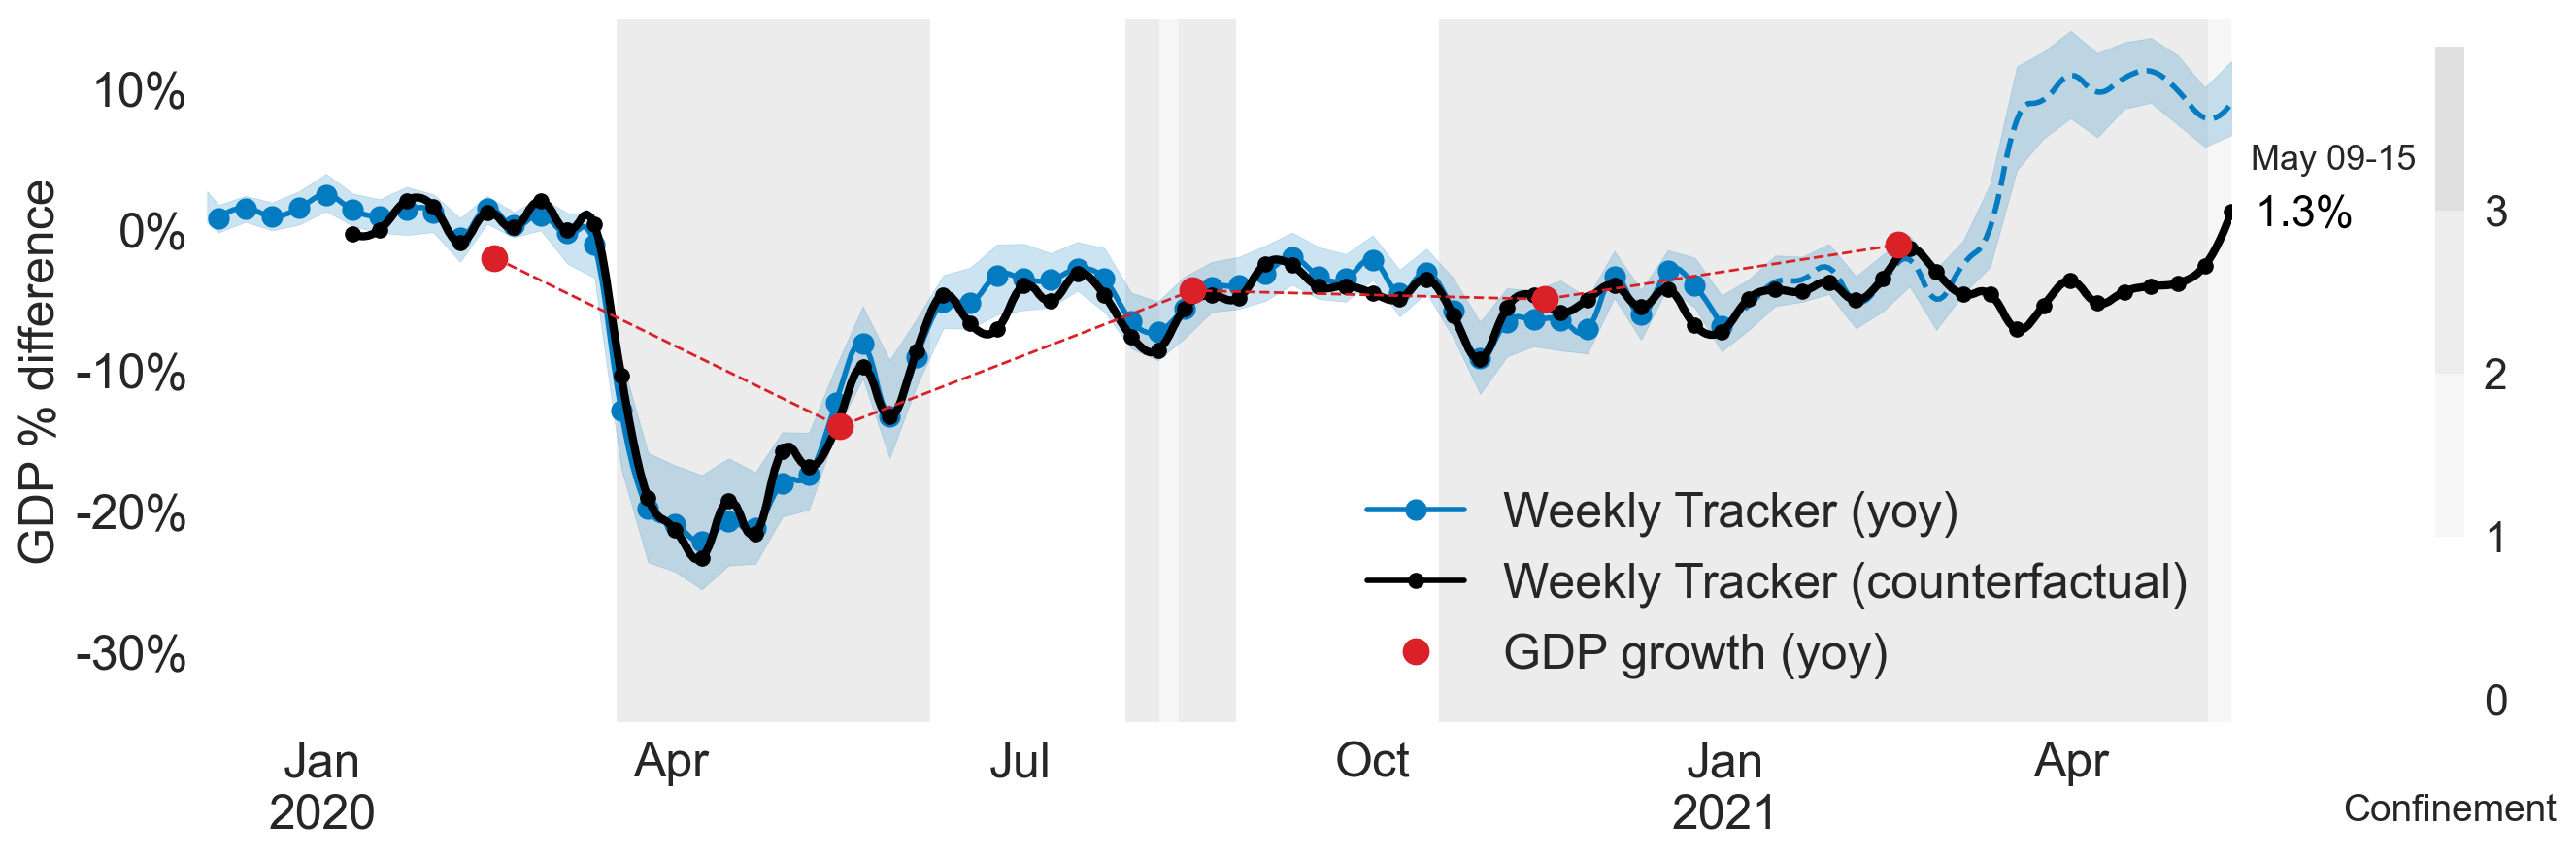 GDP % difference
10%
0%
-10%
-20%
-30%
Jan
2020
Apr
Jul
Oct
Jan
2021
Apr
Weekly Tracker (yoy)
Weekly Tracker (counterfactual)
GDP growth (yoy)
May 09-15
1.3%
3
2
1
0
Confinement